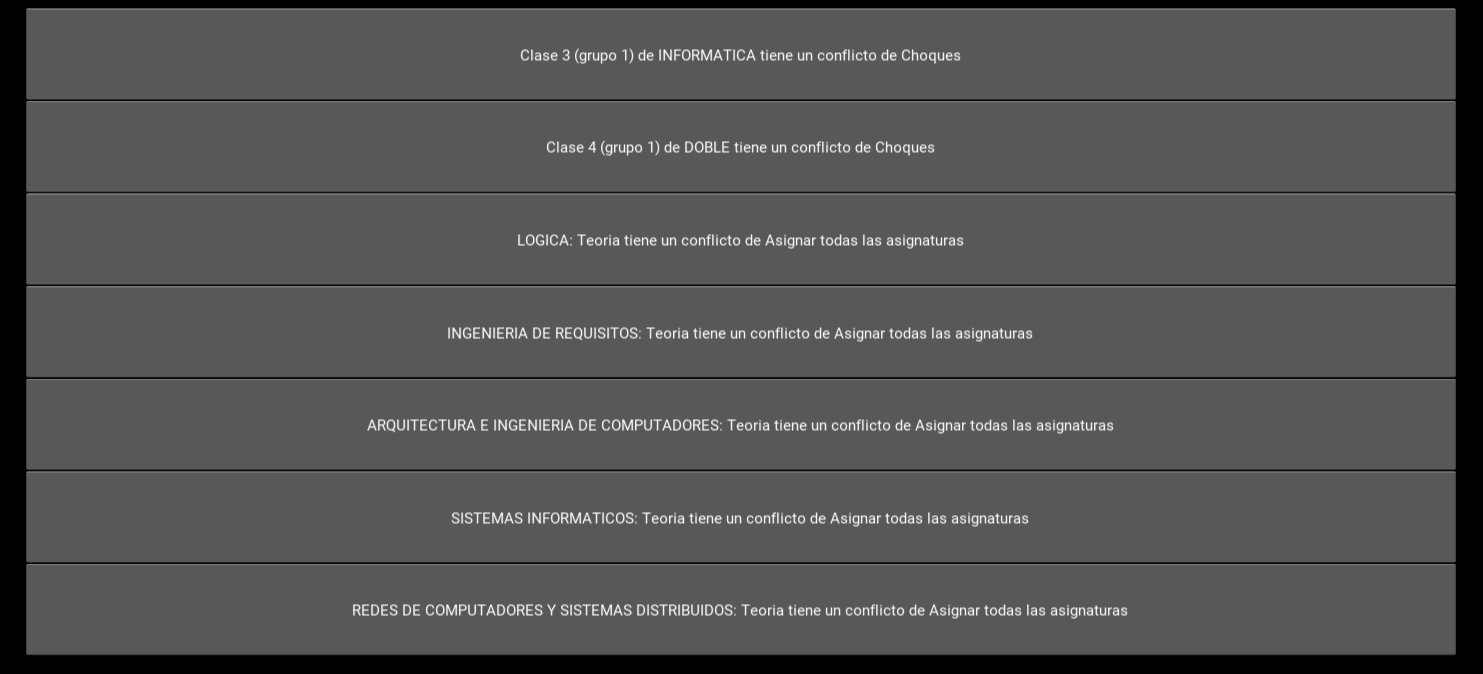 Clase 3 (grupo 1) de INFORMATICA tiene un conflicto de Choques
Clase 4 (grupo 1) de DOBLE tiene un conflicto de Choques
LOGICA: Teoria tiene un conflicto de Asignar todas las asignaturas
INGENIERIA DE REQUISITOS: Teoria tiene un conflicto de Asignar todas las asignaturas
ARQUITECTURA E INGENIERIA DE COMPUTADORES: Teoria tiene un conflicto de Asignar todas las asignaturas
SISTEMAS INFORMATICOS: Teoria tiene un conflicto de Asignar todas las asignaturas
REDES DE COMPUTADORES Y SISTEMAS DISTRIBUIDOS: Teoria tiene un conflicto de Asignar todas las asignaturas